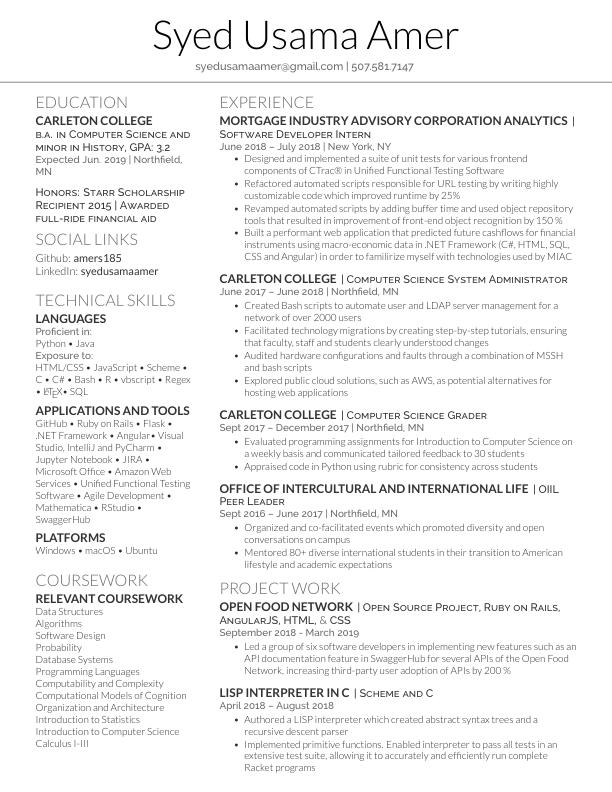 Syed Usama Amer
syedusamaamer@gmail.com | 507.581.7147
EDUCATION
CARLETON COLLEGE
B.A. IN COMPUTER SCIENCE AND
MINOR IN HISTORY, GPA: 3.2
Expected Jun. 2019 | Northfield,
MN
HONORS: STARR SCHOLARSHIP
RECIPIENT 2015 | AWARDED
FULL-RIDE FINANCIAL AID
SOCIAL LINKS
Github: amers185
LinkedIn: syedusamaamer
TECHNICAL SKILLS
LANGUAGES
Proficient in:
Python • Java
Exposure to:
HTML/CSS • JavaScript • Scheme •
C • C# • Bash • R • vbscript • Regex
• LATEX• SQL
APPLICATIONS AND TOOLS
GitHub • Ruby on Rails • Flask •
.NET Framework • Angular• Visual
Studio, IntelliJ and PyCharm •
Jupyter Notebook • JIRA •
Microsoft Office • Amazon Web
Services • Unified Functional Testing
Software • Agile Development •
Mathematica • RStudio •
SwaggerHub
PLATFORMS
Windows • macOS • Ubuntu
COURSEWORK
RELEVANT COURSEWORK
Data Structures
Algorithms
Software Design
Probability
Database Systems
Programming Languages
Computability and Complexity
Computational Models of Cognition
Organization and Architecture
Introduction to Statistics
Introduction to Computer Science
Calculus I-III
EXPERIENCE
MORTGAGE INDUSTRY ADVISORY CORPORATION ANALYTICS |
SOFTWARE DEVELOPER INTERN
June 2018 – July 2018 | New York, NY
• Designed and implemented a suite of unit tests for various frontend
components of CTrac® in Unified Functional Testing Software
• Refactored automated scripts responsible for URL testing by writing highly
customizable code which improved runtime by 25%
• Revamped automated scripts by adding buffer time and used object repository
tools that resulted in improvement of front-end object recognition by 150 %
• Built a performant web application that predicted future cashflows for financial
instruments using macro-economic data in .NET Framework (C#, HTML, SQL,
CSS and Angular) in order to familirize myself with technologies used by MIAC
CARLETON COLLEGE | COMPUTER SCIENCE SYSTEM ADMINISTRATOR
June 2017 – June 2018 | Northfield, MN
• Created Bash scripts to automate user and LDAP server management for a
network of over 2000 users
• Facilitated technology migrations by creating step-by-step tutorials, ensuring
that faculty, staff and students clearly understood changes
• Audited hardware configurations and faults through a combination of MSSH
and bash scripts
• Explored public cloud solutions, such as AWS, as potential alternatives for
hosting web applications
CARLETON COLLEGE | COMPUTER SCIENCE GRADER
Sept 2017 – December 2017 | Northfield, MN
• Evaluated programming assignments for Introduction to Computer Science on
a weekly basis and communicated tailored feedback to 30 students
• Appraised code in Python using rubric for consistency across students
OFFICE OF INTERCULTURAL AND INTERNATIONAL LIFE | OIIL
PEER LEADER
Sept 2016 – June 2017 | Northfield, MN
• Organized and co-facilitated events which promoted diversity and open
conversations on campus
• Mentored 80+ diverse international students in their transition to American
lifestyle and academic expectations
PROJECT WORK
OPEN FOOD NETWORK | OPEN SOURCE PROJECT, RUBY ON RAILS,
ANGULARJS, HTML, & CSS
September 2018 - March 2019
• Led a group of six software developers in implementing new features such as an
API documentation feature in SwaggerHub for several APIs of the Open Food
Network, increasing third-party user adoption of APIs by 200 %
LISP INTERPRETER IN C | SCHEME AND C
April 2018 – August 2018
• Authored a LISP interpreter which created abstract syntax trees and a
recursive descent parser
• Implemented primitive functions. Enabled interpreter to pass all tests in an
extensive test suite, allowing it to accurately and efficiently run complete
Racket programs